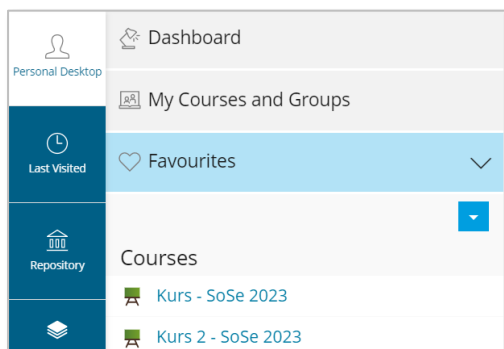 Personal Desktop
Last Visited
Repository
Dashboard
My Courses and Groups
Favourites
Courses
Kurs - SoSe 2023
Kurs 2 - SoSe 2023